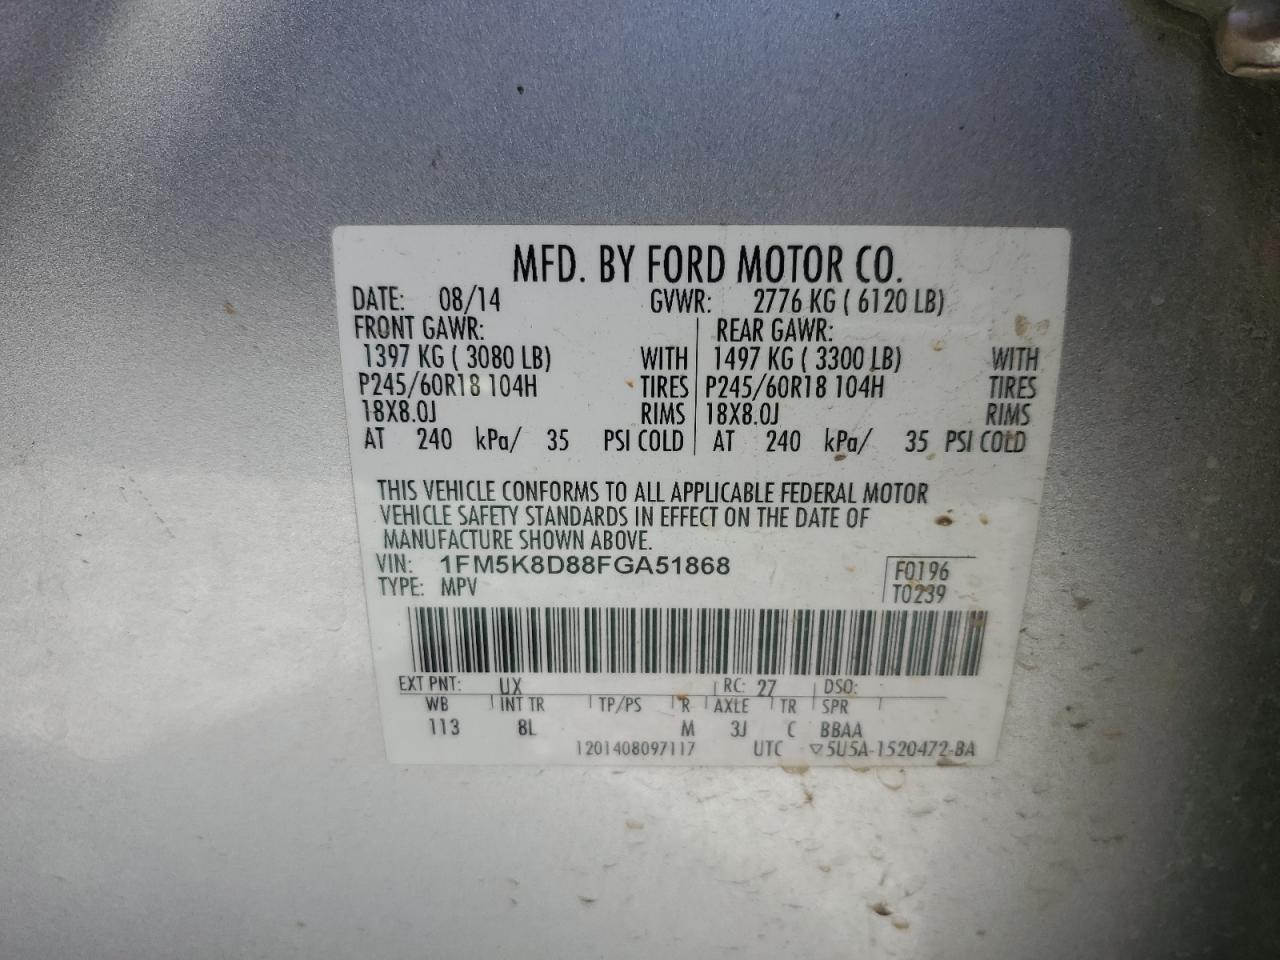 MFD. BY FORD MOTOR CO.
DATE: 08/14 GVWR: 2776 KG ( 6120 LB)
FRONT GAWR: REAR GAWR:
1397 KG ( 3080 LB) WITH 1497 KG ( 3300 LB) WITH
P245/60R18 104H TIRES P245/60R18 104H TIRES
18X8.0J RIMS 18X8.0J RIMS
AT 240 kPa/ 35 PSI COLD AT 240 kPa/ 35 PSI COLD
THIS VEHICLE CONFORMS TO ALL APPLICABLE FEDERAL MOTOR
VEHICLE SAFETY STANDARDS IN EFFECT ON THE DATE OF
MANUFACTURE SHOWN ABOVE.
VIN: 1FM5K8D88FGA51868 F0196
TYPE: MPV T0239
EXT PNT: UX RC: 27 DSO:
WB INT TR TP/PS R AXLE TR SPR
113 8L M 3J C BBAA
1201408097117 UTC ▽5U5A-1520472-BA